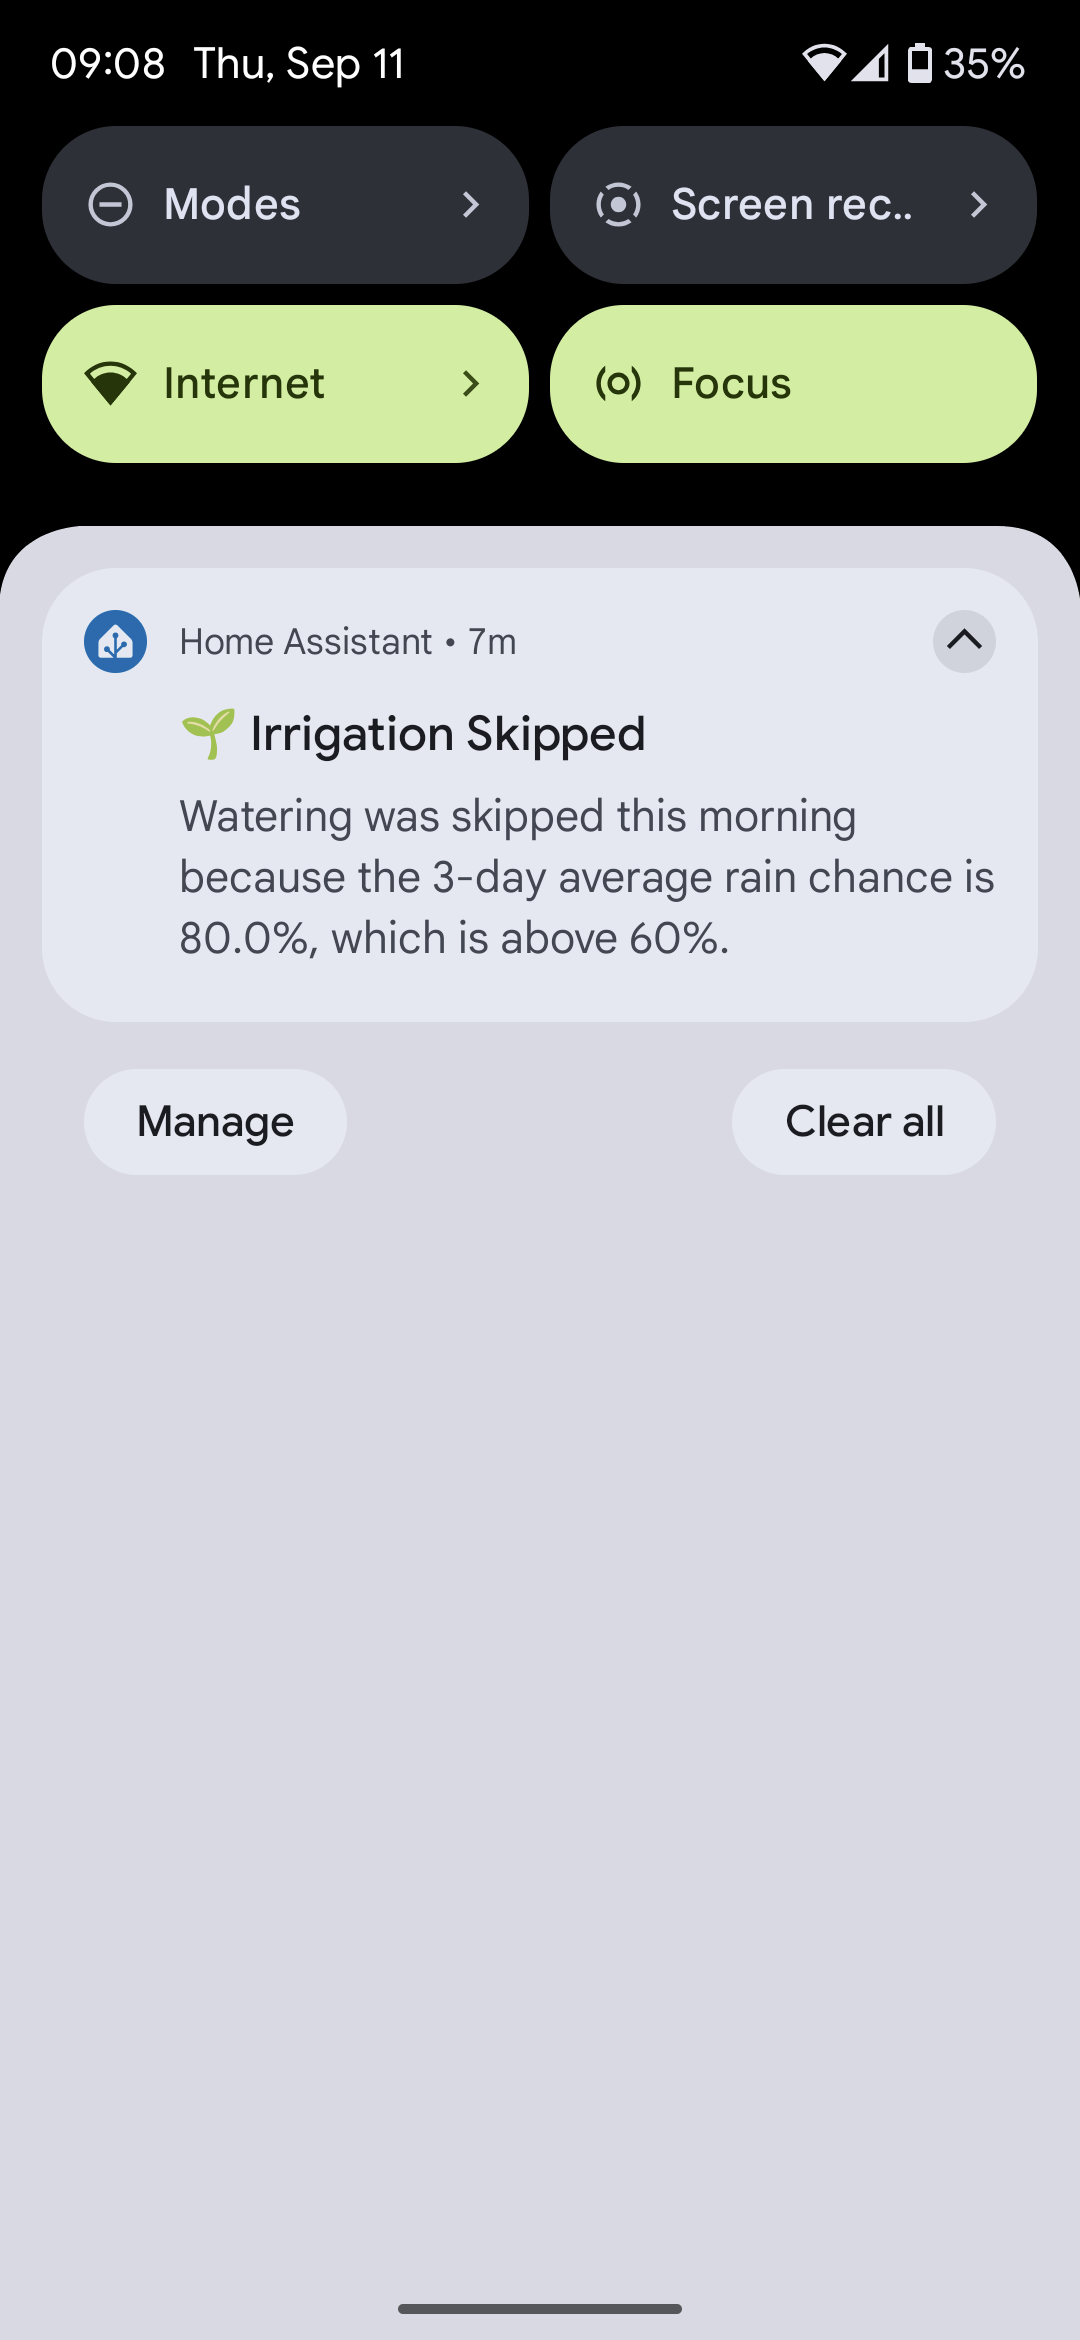 09:08 Thu, Sep 11 35%
Modes Screen rec..
Internet Focus
Home Assistant • 7m
🌱 Irrigation Skipped
Watering was skipped this morning
because the 3-day average rain chance is
80.0%, which is above 60%.
Manage Clear all